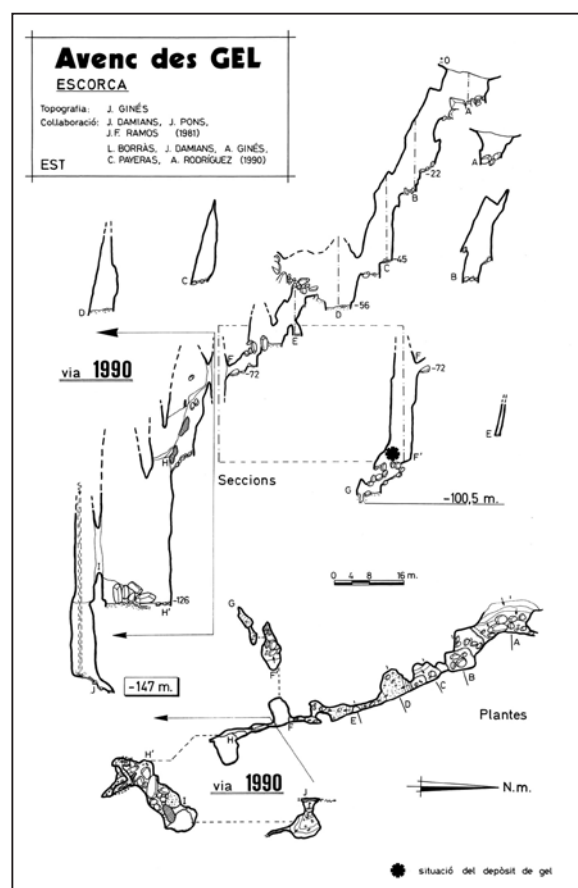 Avenc des GEL
ESCORCA
Topografia: J. GINÉS
Col·laboració: J. DAMIANS, J. PONS,
J.F. RAMOS (1981)
L. BORRÀS, J. DAMIANS, A. GINÉS,
C. PAYERAS, A. RODRÍGUEZ (1990)
EST
±0
A
A
-22
B
B
C
C
-45
D
D
-56
E
E
F
-72
F
-72
via 1990
H
F'
G
-100,5 m.
Seccions
S
I
-126
H'
J
-147 m.
0 4 8 16 m.
G
F'
A
B
C
D
E
F
H
Plantes
H'
I
via 1990
J
N.m.
situació del depòsit de gel